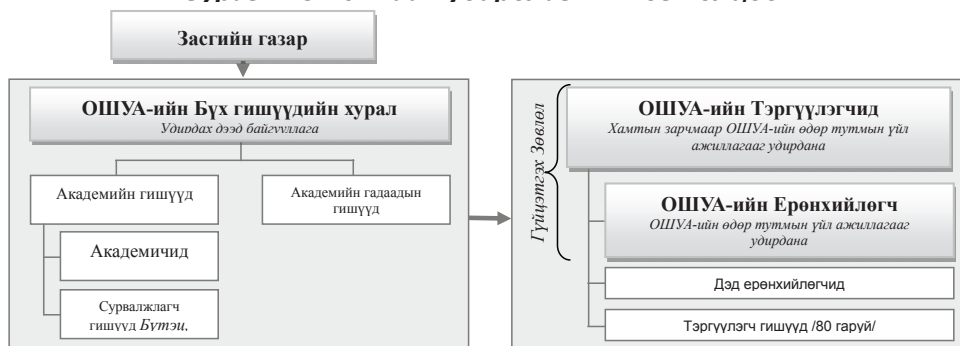 Засгийн газар
ОШУА-ийн Бүх гишүүдийн хурал
Удирдах дээд байгууллага
Академийн гишүүд
Академийн гадаадын
гишүүд
Академичид
Сурвалжлагч
гишүүд Бүтэи.
Гүйцэтгэх Зөвлөл
ОШУА-ийн Тэргүүлэгчид
Хамтын зарчмаар ОШУА-ийн өдөр тутмын үйл
ажиллагааг удирдана
ОШУА-ийн Ерөнхийлөгч
ОШУА-ийн өдөр тутмын үйл ажиллагааг
удирдана
Дэд ерөнхийлөгчид
Тэргүүлэгч гишүүд /80 гаруй/